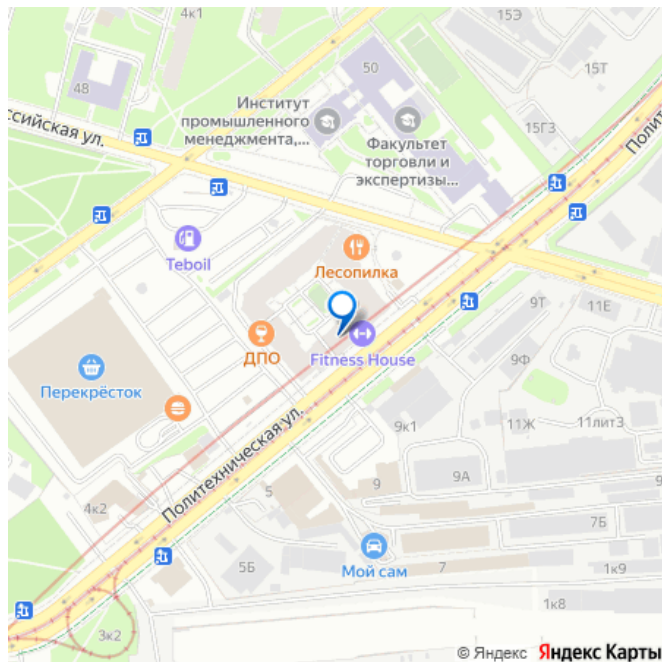 4к1
15Э
50
15Т
48
Институт
промышленного
менеджмента,...
15Г3
ссийская ул.
Факультет
торговли и
экспертизы...
Полите
Teboil
Лесопилка
9Т
11Е
ДПО
Fitness House
9Ф
Перекрёсток
Политехническая ул.
9к1
11Ж
11лит3
9А
9
5
4к2
7Б
5Б
Мой сам
7
1к9
1к8
3к2
© Яндекс Яндекс Карты